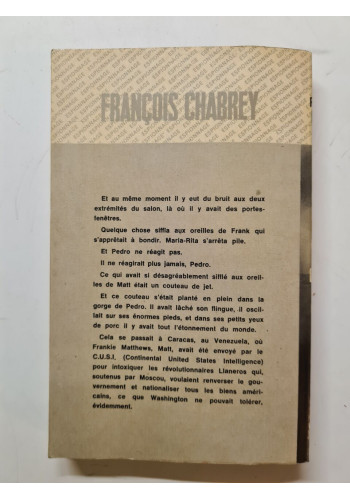 FRANÇOIS CHABREY
Et au même moment il y eut du bruit aux deux
extrémités du salon, là où il y avait des portes-
fenêtres.
Quelque chose siffla aux oreilles de Frank qui
s'apprêtait à bondir. Maria-Rita s'arrêta pile.
Et Pedro ne réagit pas.
Il ne réagirait plus jamais, Pedro.
Ce qui avait si désagréablement sifflé aux oreil-
les de Matt était un couteau de jet.
Et ce couteau s'était planté en plein dans la
gorge de Pedro. Il avait lâché son flingue, il oscil-
lait sur ses énormes pieds, et dans ses petits yeux
de porc il y avait tout l'étonnement du monde.
Cela se passait à Caracas, au Venezuela, où
Frankie Matthews, Matt, avait été envoyé par le
C.U.S.I. (Continental United States Intelligence)
pour intoxiquer les révolutionnaires Llaneros qui,
soutenus par Moscou, voulaient renverser le gou-
vernement et nationaliser tous les biens améri-
cains, ce que Washington ne pouvait tolérer,
évidemment.